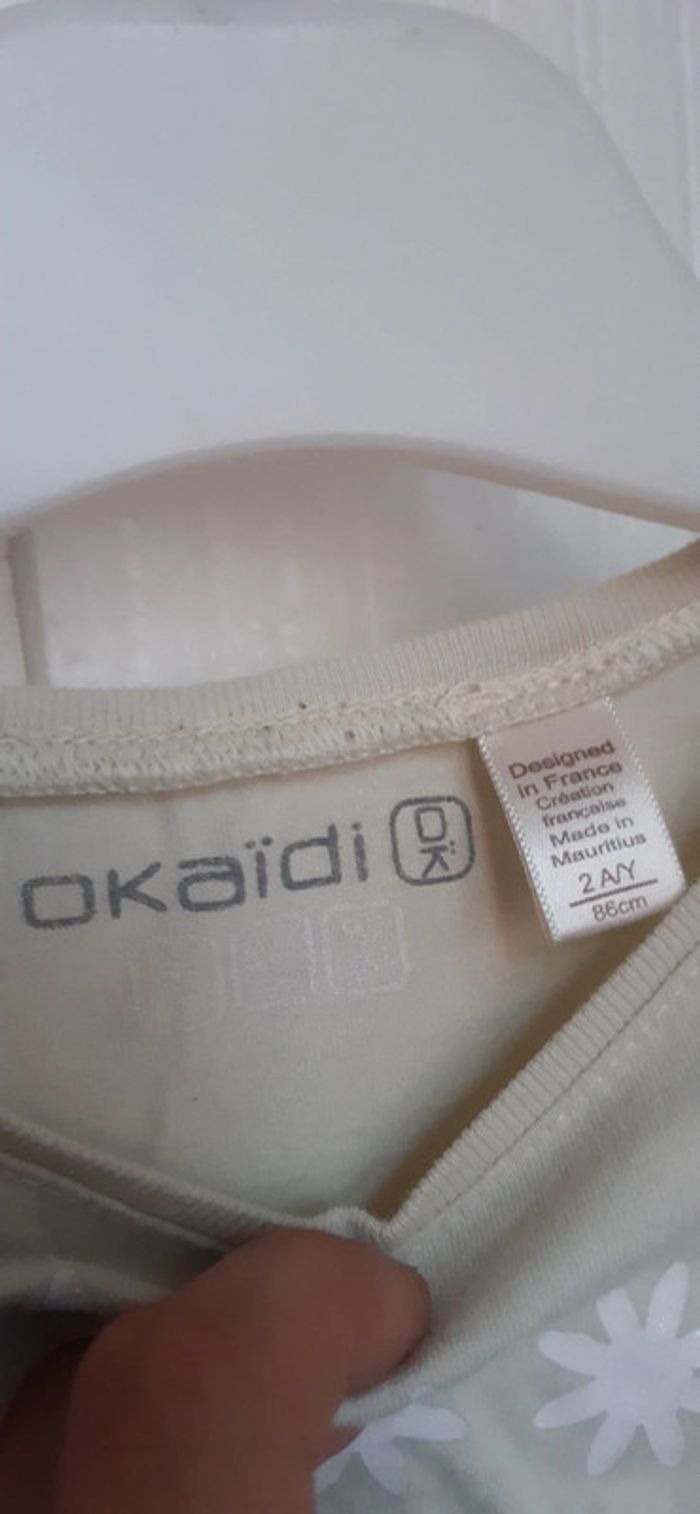 okaïdi OK
Designed
in France
Création
française
Made in
Mauritius
2 A/Y
86cm